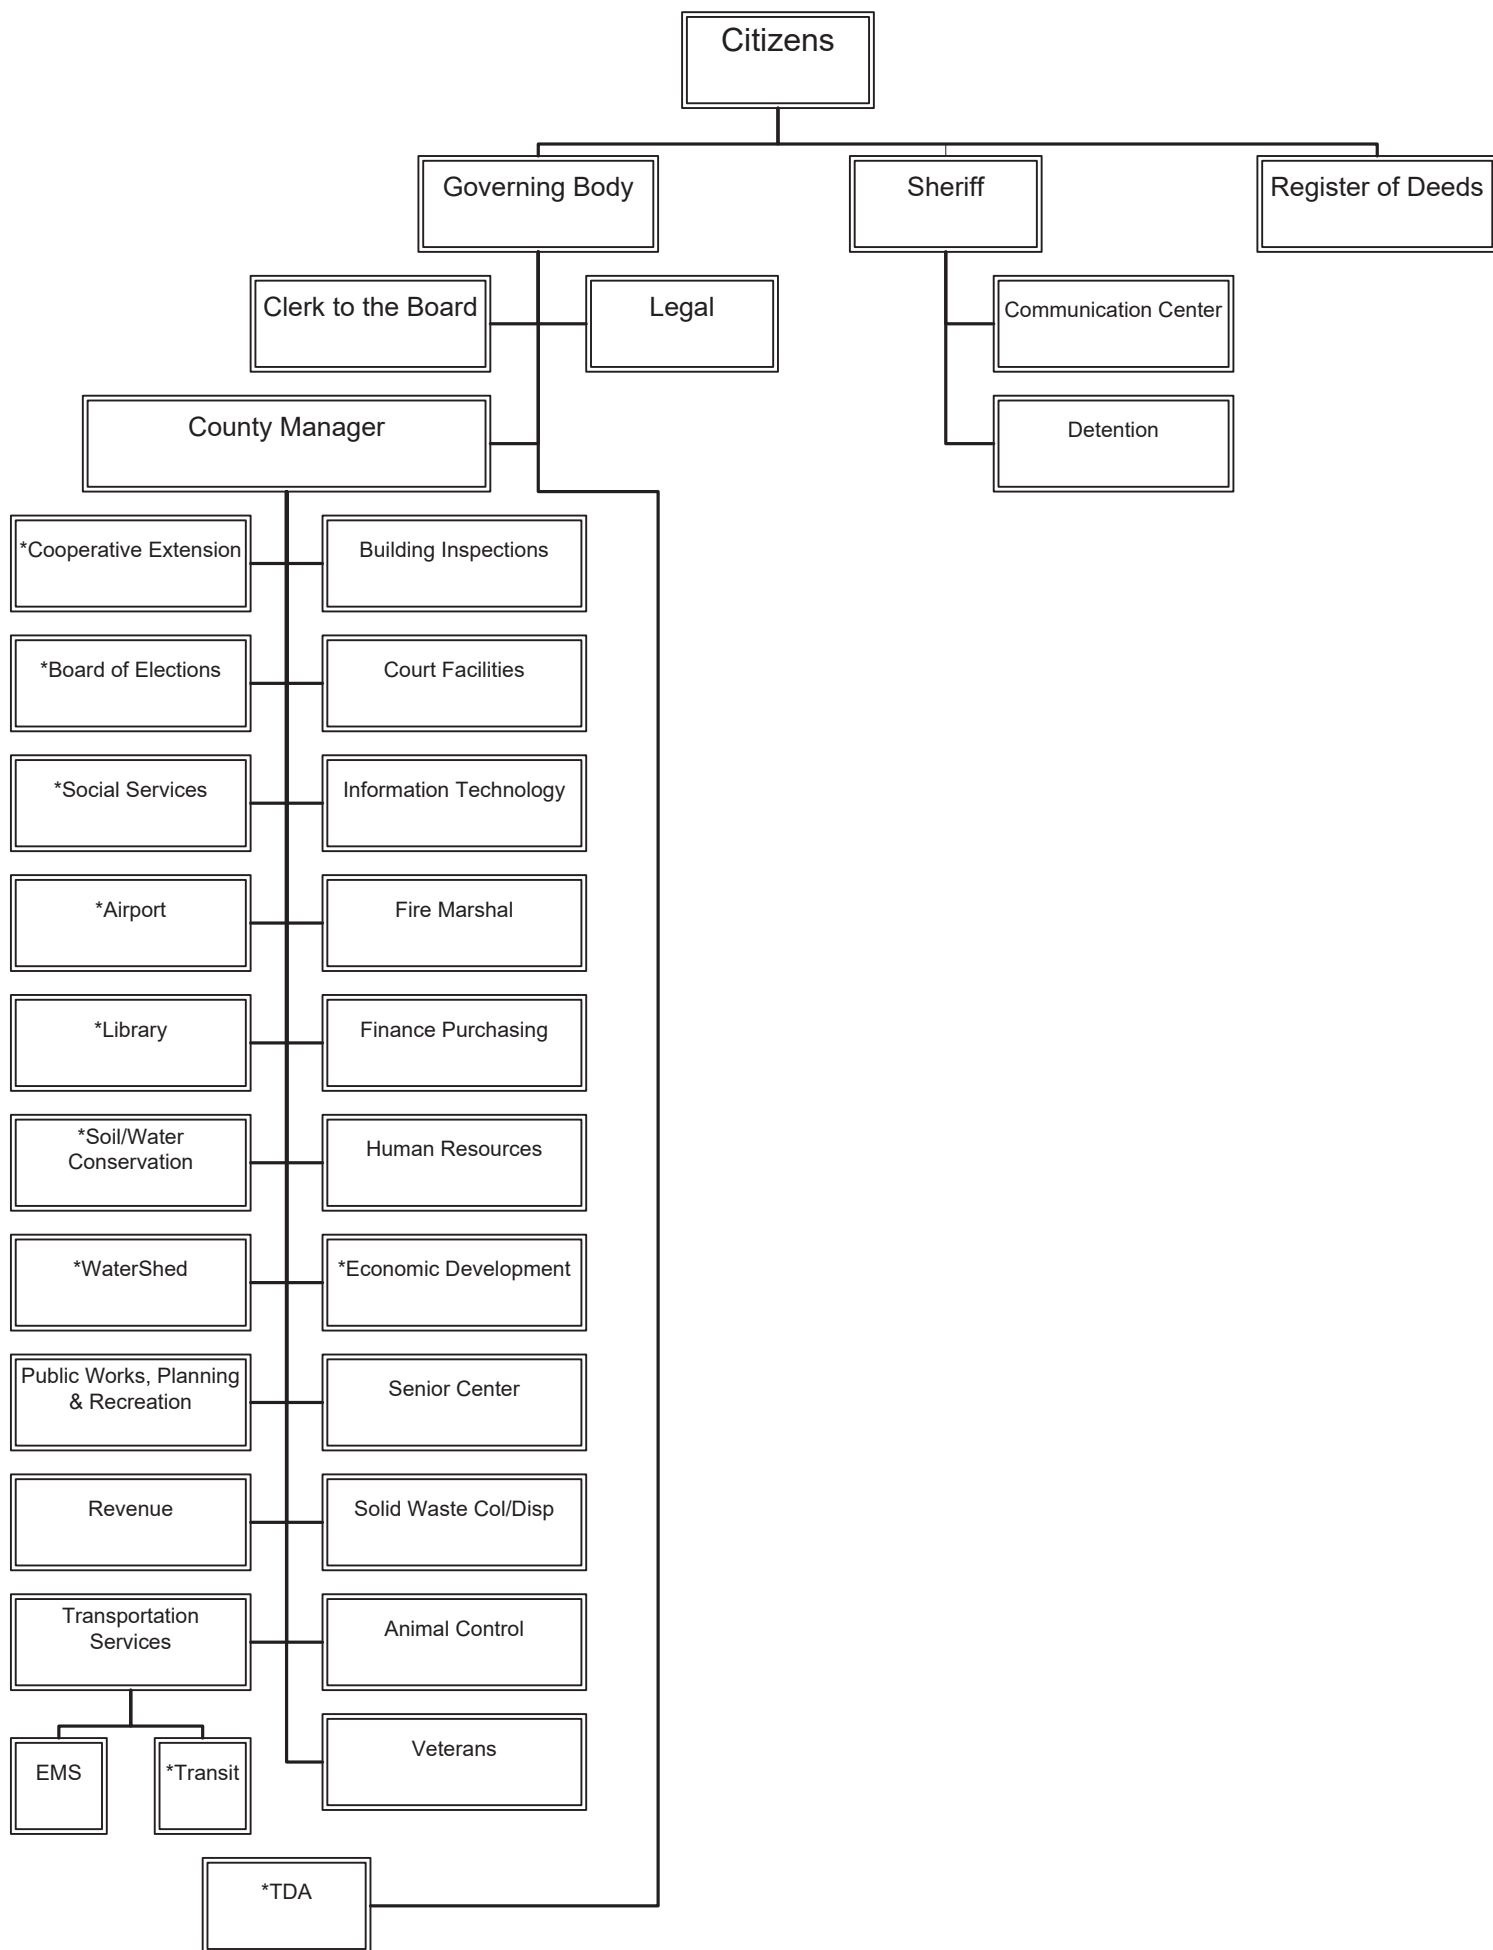 Citizens
Governing Body
Sheriff
Register of Deeds
Clerk to the Board
Legal
Communication Center
County Manager
Detention
*Cooperative Extension
Building Inspections
*Board of Elections
Court Facilities
*Social Services
Information Technology
*Airport
Fire Marshal
*Library
Finance Purchasing
*Soil/Water
Conservation
Human Resources
*WaterShed
*Economic Development
Public Works, Planning
& Recreation
Senior Center
Revenue
Solid Waste Col/Disp
Transportation
Services
Animal Control
EMS
*Transit
Veterans
*TDA